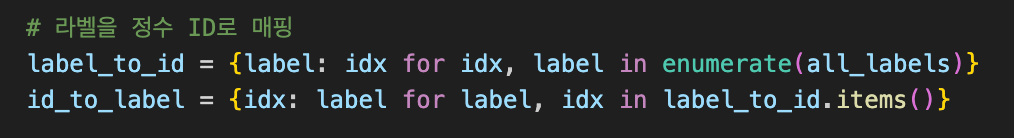 # 라벨을 정수 ID로 매핑
label_to_id = {label: idx for idx, label in enumerate(all_labels)}
id_to_label = {idx: label for label, idx in label_to_id.items()}